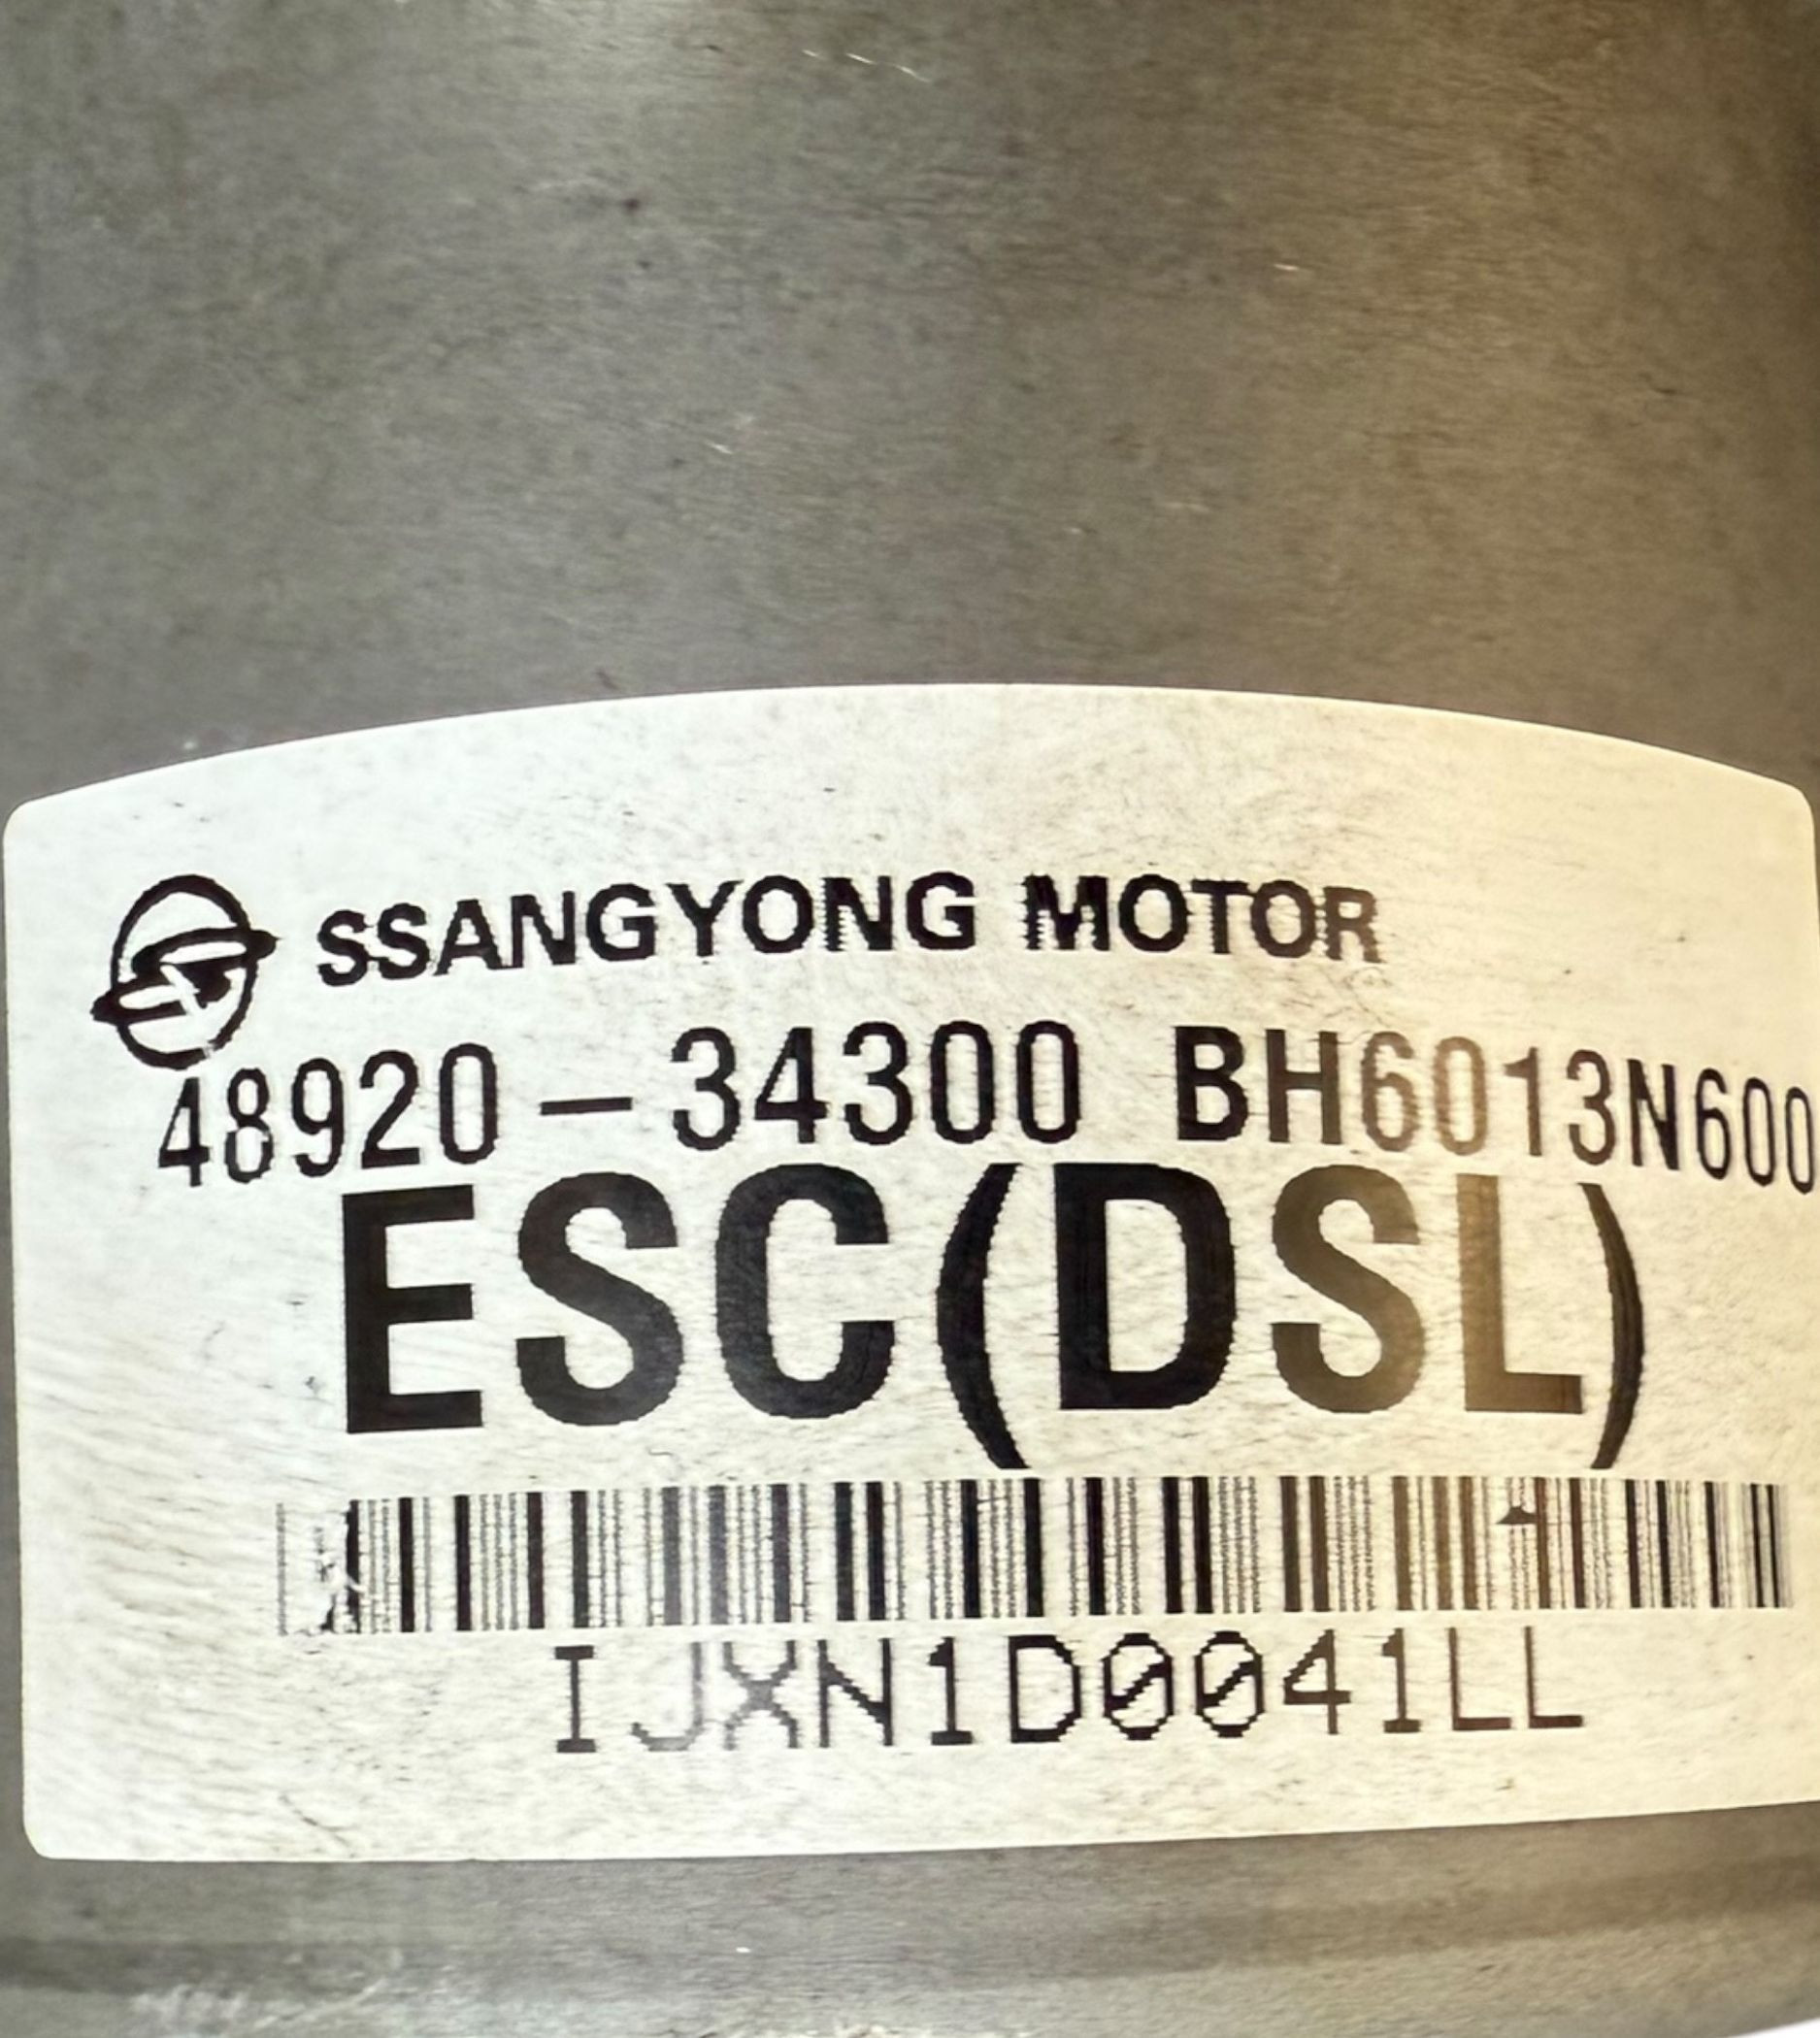 SSANGYONG MOTOR
48920-34300 BH6013N600
ESC(DSL)
IJXN1D0041LL